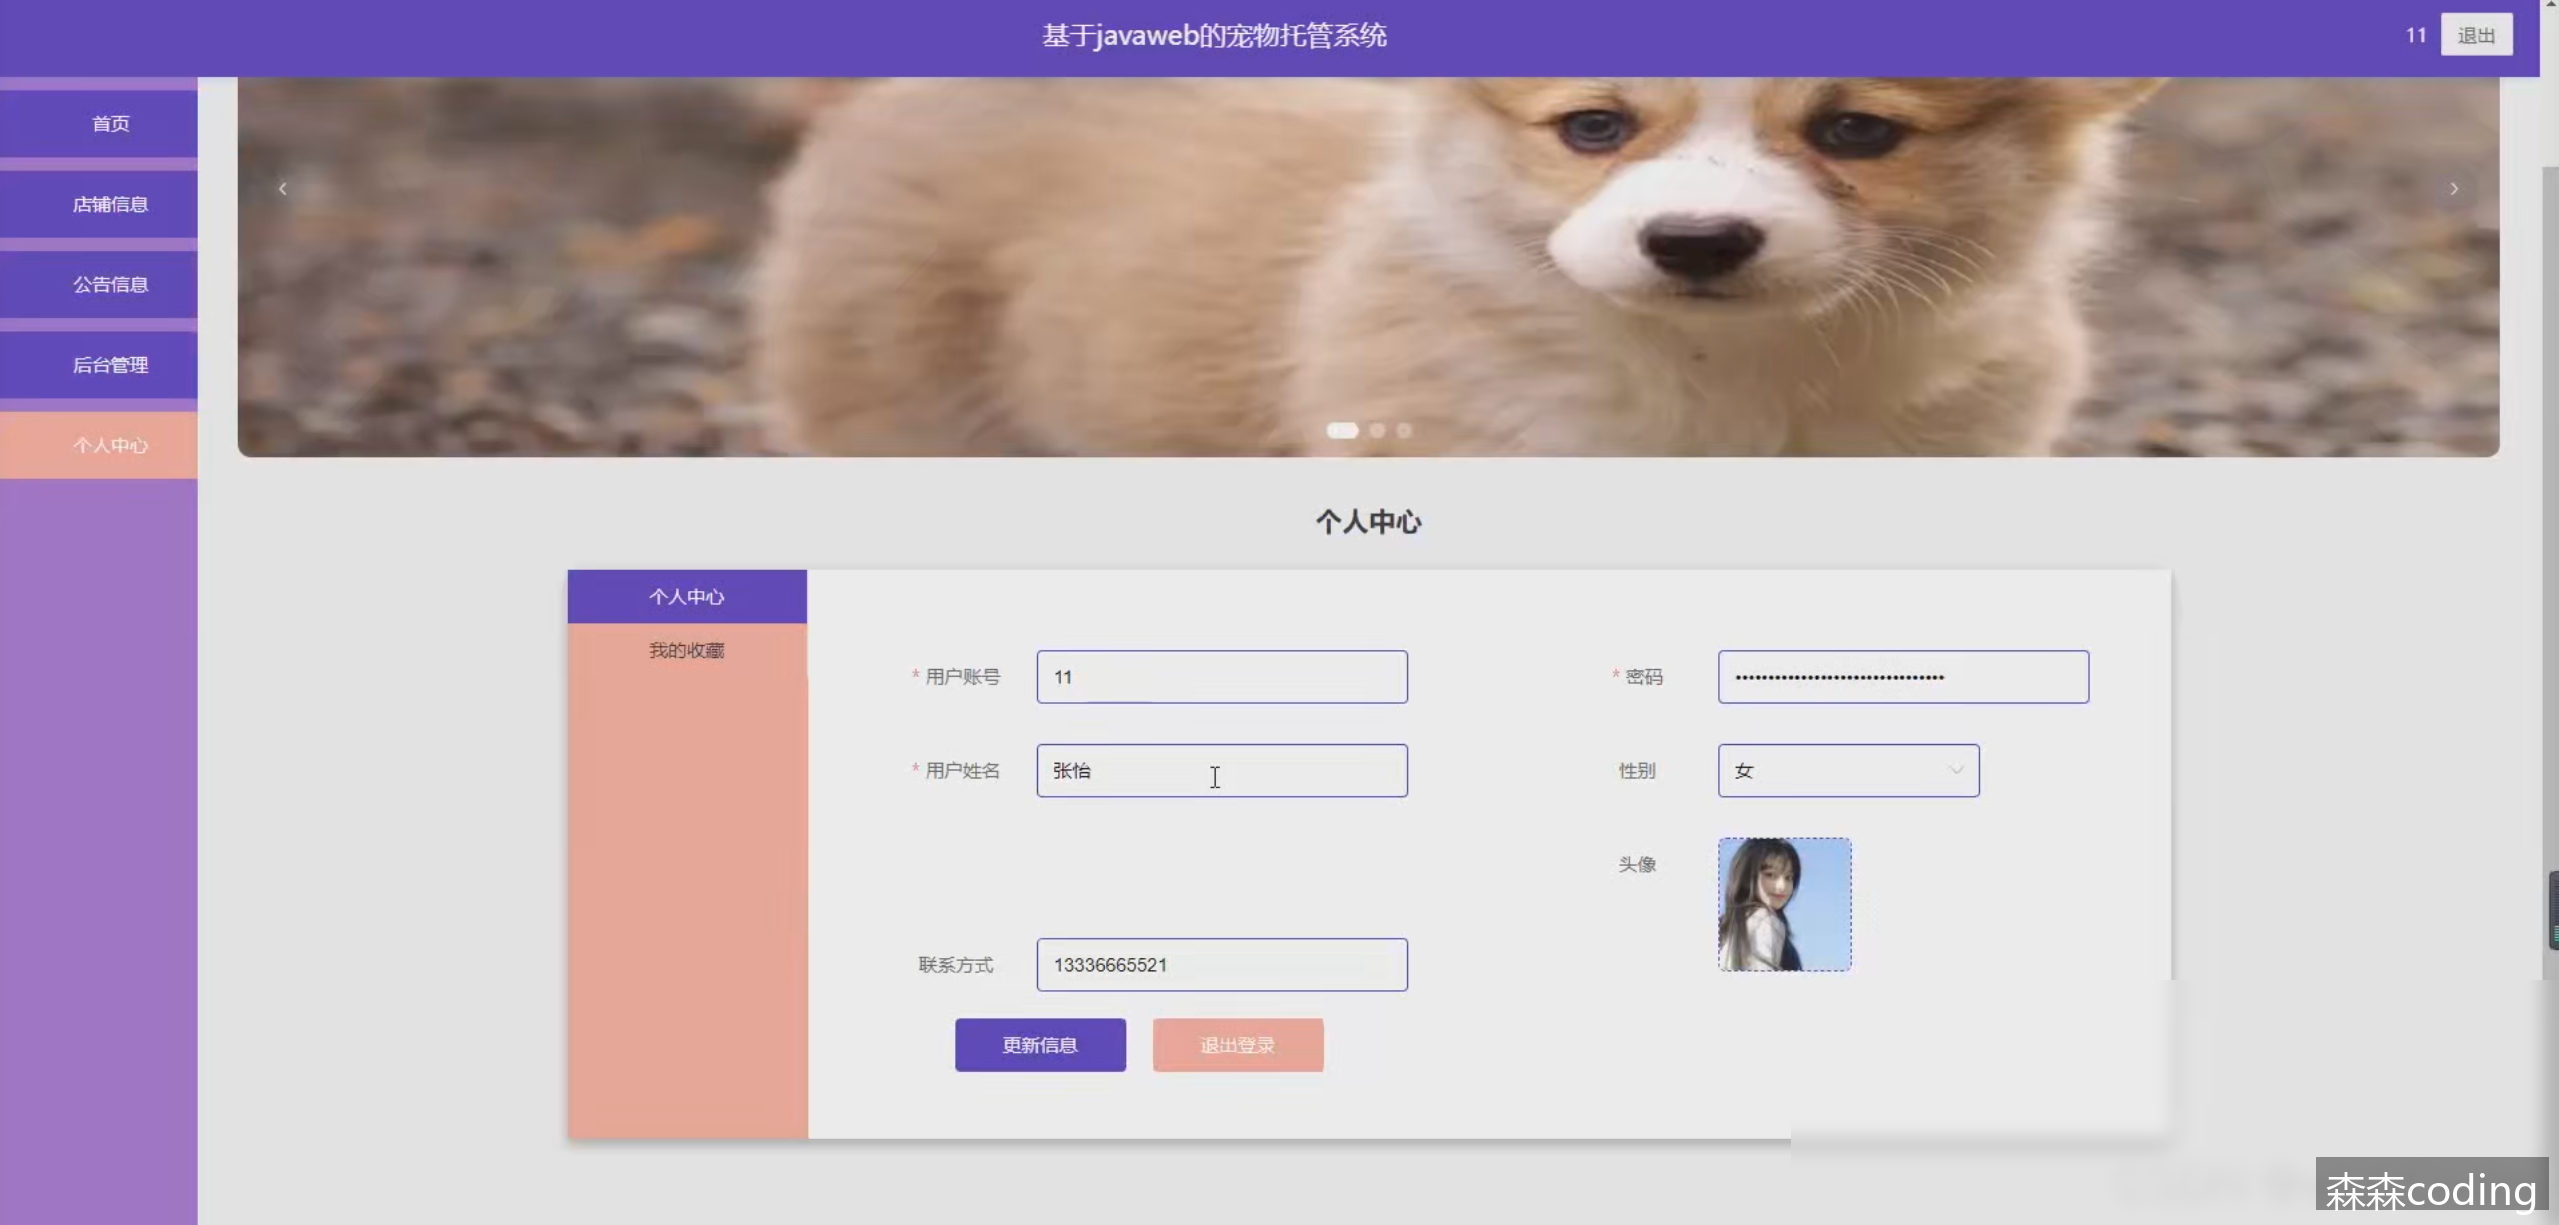 基于javaweb的宠物托管系统
11
退出
首页
店铺信息
公告信息
后台管理
个人中心
个人中心
个人中心
我的收藏
* 用户账号
11
* 密码
* 用户姓名
张怡
性别
女
头像
联系方式
13336665521
更新信息
退出登录
森森coding